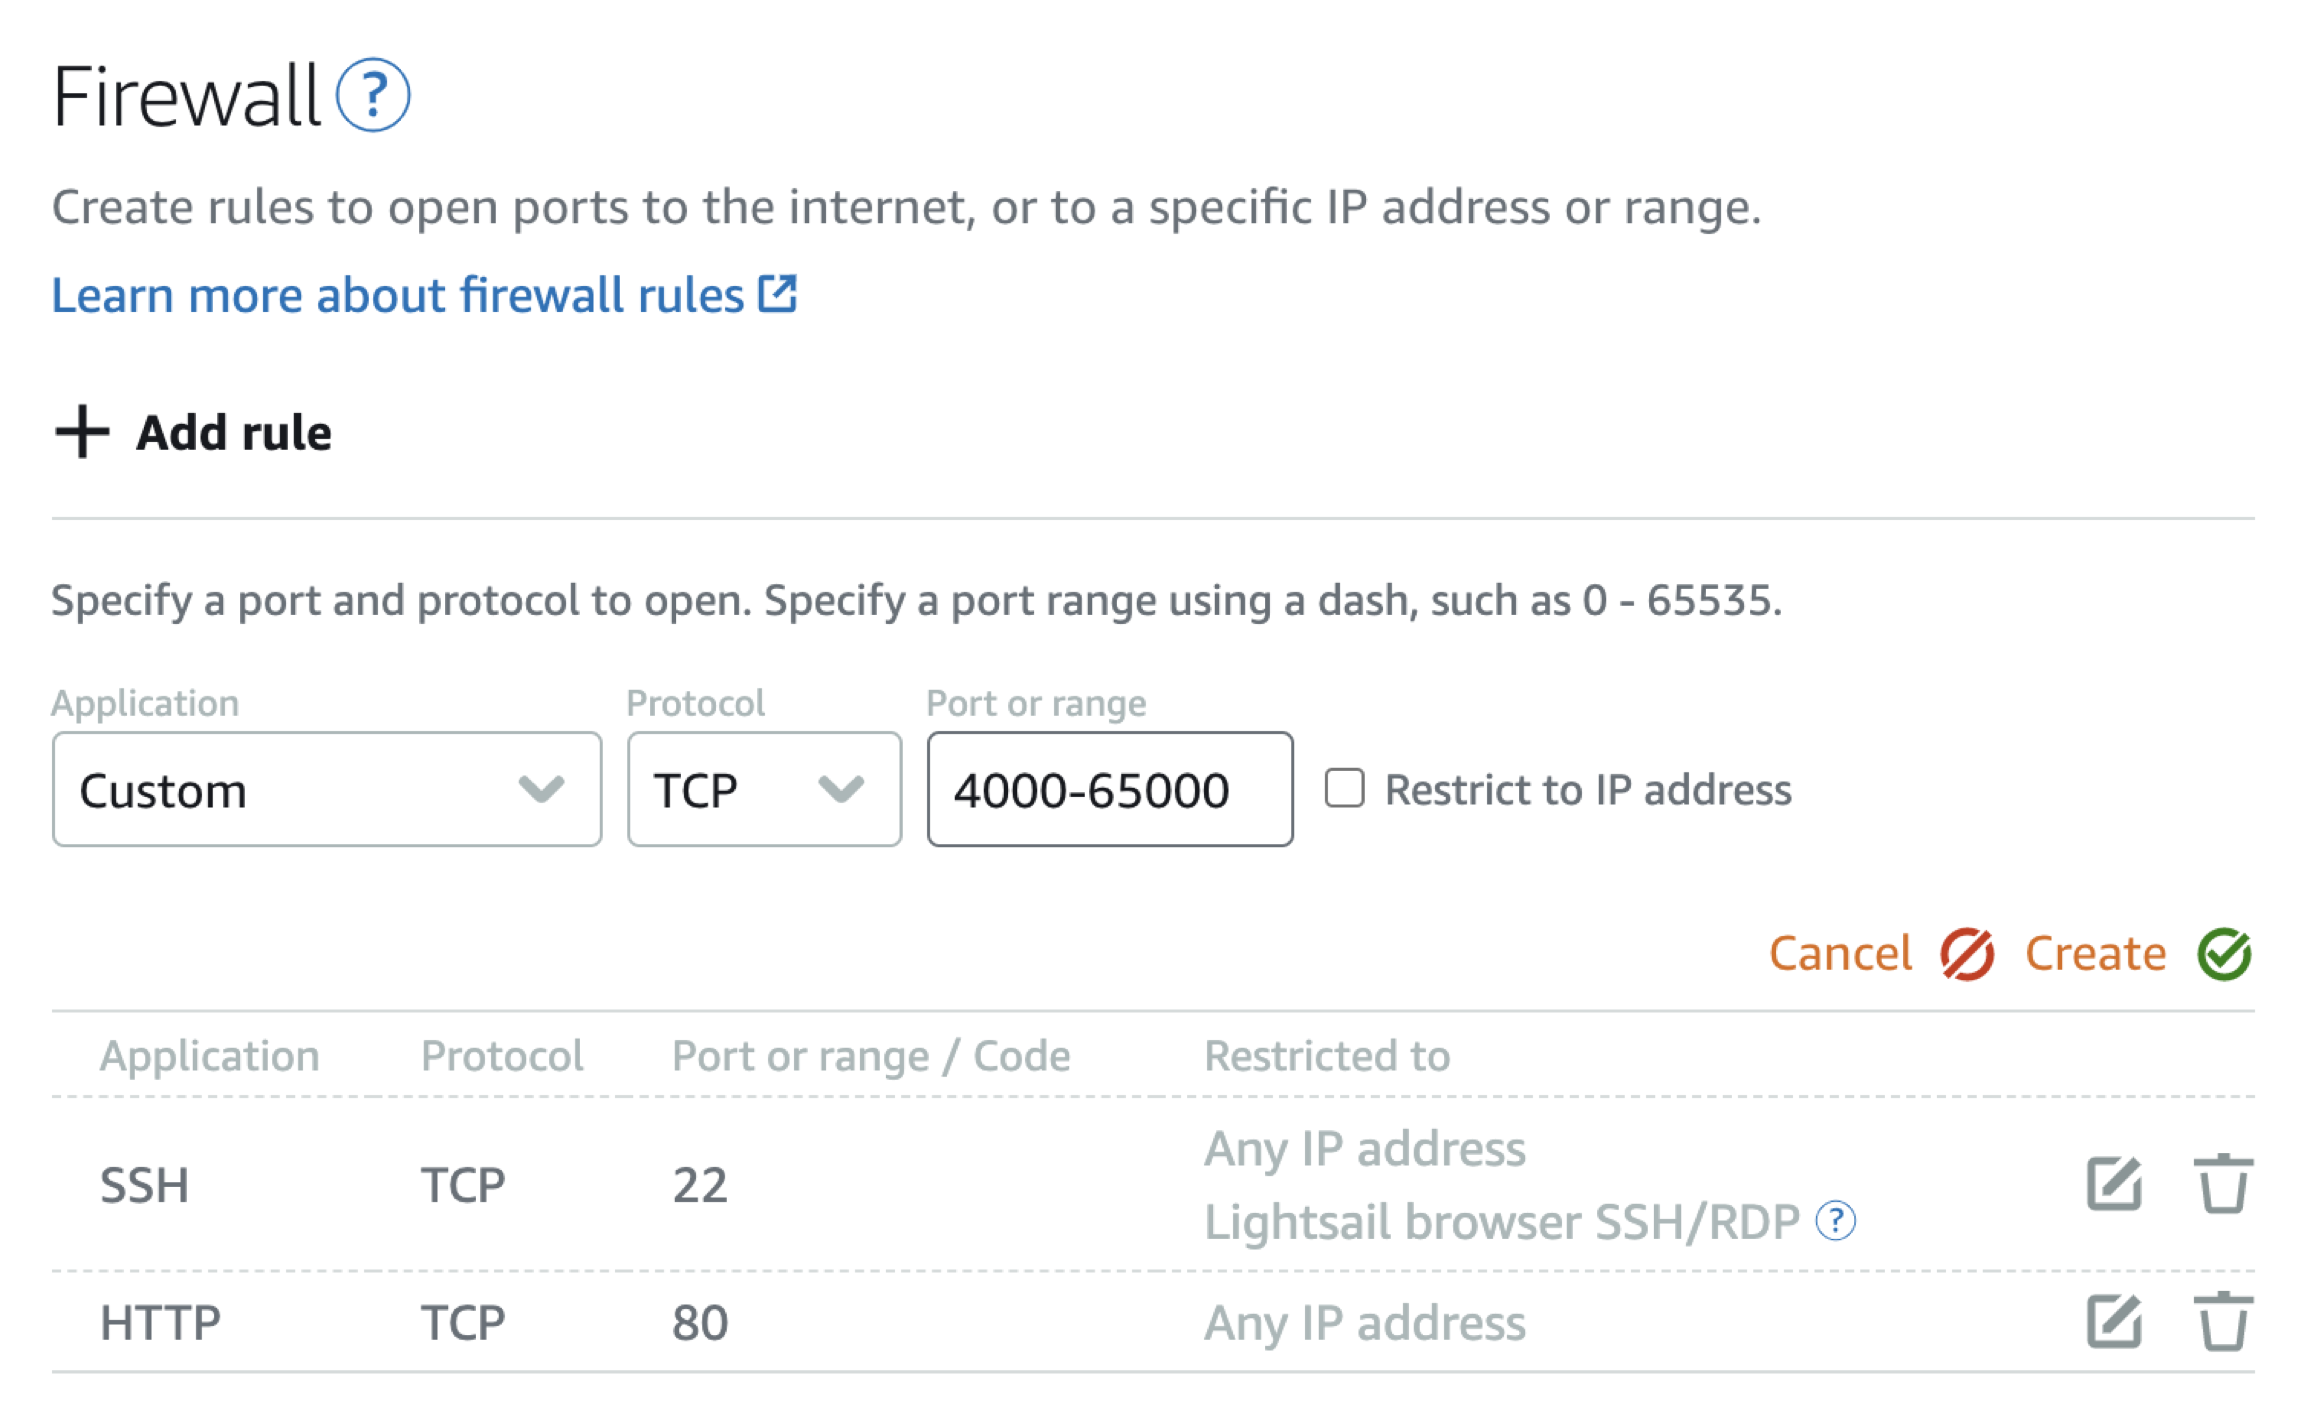 Firewall ?
Create rules to open ports to the internet, or to a specific IP address or range.
Learn more about firewall rules
+ Add rule
Specify a port and protocol to open. Specify a port range using a dash, such as 0 - 65535.
Application Protocol Port or range
Custom TCP 4000-65000 Restrict to IP address
Cancel Create
Application Protocol Port or range / Code Restricted to
Any IP address
SSH TCP 22
Lightsail browser SSH/RDP ?
HTTP TCP 80 Any IP address